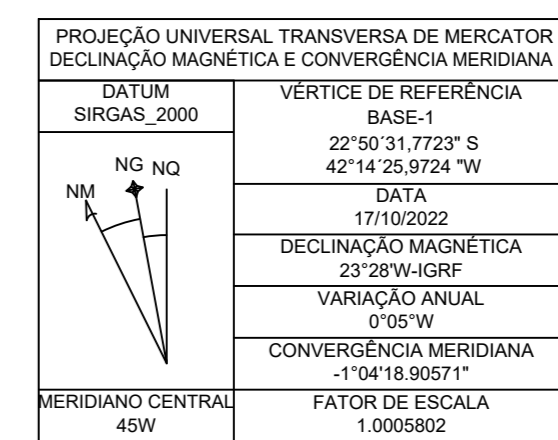 PROJEÇÃO UNIVERSAL TRANSVERSA DE MERCATOR
DECLINAÇÃO MAGNÉTICA E CONVERGÊNCIA MERIDIANA
DATUM
SIRGAS_2000
NM
NG
NQ
MERIDIANO CENTRAL
45W
VÉRTICE DE REFERÊNCIA
BASE-1
22°50´31,7723" S
42°14´25,9724 "W
DATA
17/10/2022
DECLINAÇÃO MAGNÉTICA
23°28'W-IGRF
VARIAÇÃO ANUAL
0°05°W
CONVERGÊNCIA MERIDIANA
-1°04'18.90571"
FATOR DE ESCALA
1.0005802